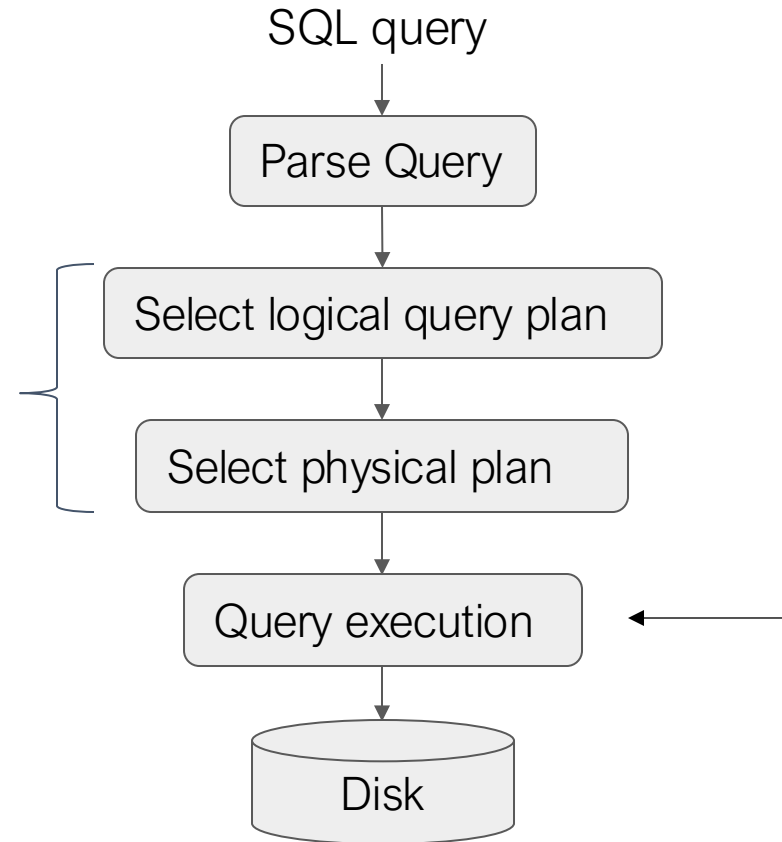 SQL query
Parse Query
Select logical query plan
Select physical plan
Query execution
Disk